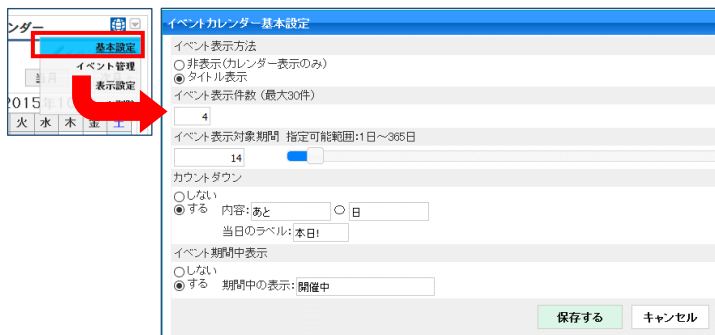 ンダー
基本設定
イベント管理
表示設定
2015年1
火 水 木 金 土
イベントカレンダー基本設定
イベント表示方法
非表示(カレンダー表示のみ)
タイトル表示
イベント表示件数 (最大30件)
4
イベント表示対象期間 指定可能範囲:1日~365日
14
カウントダウン
しない
する 内容: あと ○ 日
当日のラベル: 本日!
イベント期間中表示
しない
する 期間中の表示: 開催中
保存する キャンセル